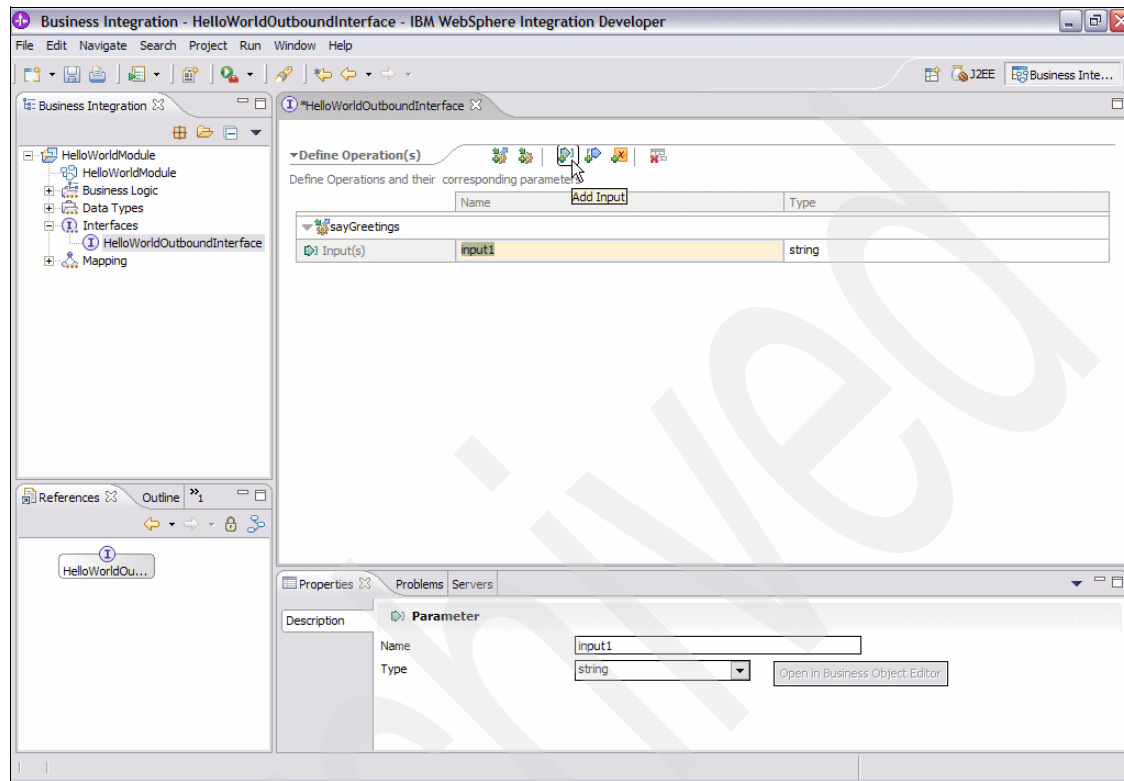 Business Integration - HelloWorldOutboundInterface - IBM WebSphere Integration Developer
File Edit Navigate Search Project Run Window Help
J2EE Business Inte...
Business Integration
*HelloWorldOutboundInterface
HelloWorldModule
HelloWorldModule
Business Logic
Data Types
Interfaces
HelloWorldOutboundInterface
Mapping
Define Operation(s)
Define Operations and their corresponding parameters
Add Input
Name Type
sayGreetings
Input(s) input1 string
References Outline »1
HelloWorldOu...
Properties Problems Servers
Description
Parameter
Name input1
Type string Open in Business Object Editor